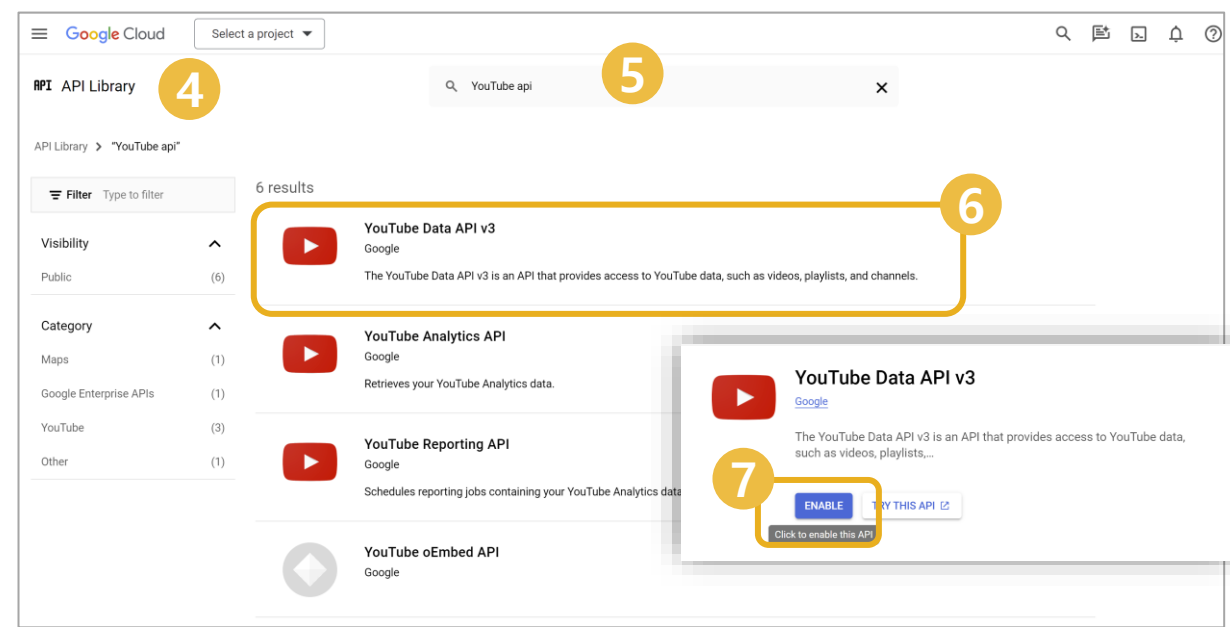 Google Cloud
Select a project
4
5
API API Library
YouTube api
API Library > "YouTube api"
Filter Type to filter
6 results
6
Visibility
Public (6)
Category
Maps (1)
Google Enterprise APIs (1)
YouTube (3)
Other (1)
YouTube Data API v3
Google
The YouTube Data API v3 is an API that provides access to YouTube data, such as videos, playlists, and channels.
YouTube Analytics API
Google
Retrieves your YouTube Analytics data.
YouTube Reporting API
Google
Schedules reporting jobs containing your YouTube Analytics data
YouTube oEmbed API
Google
YouTube Data API v3
Google
The YouTube Data API v3 is an API that provides access to YouTube data,
such as videos, playlists,...
7
ENABLE
TRY THIS API
Click to enable this API